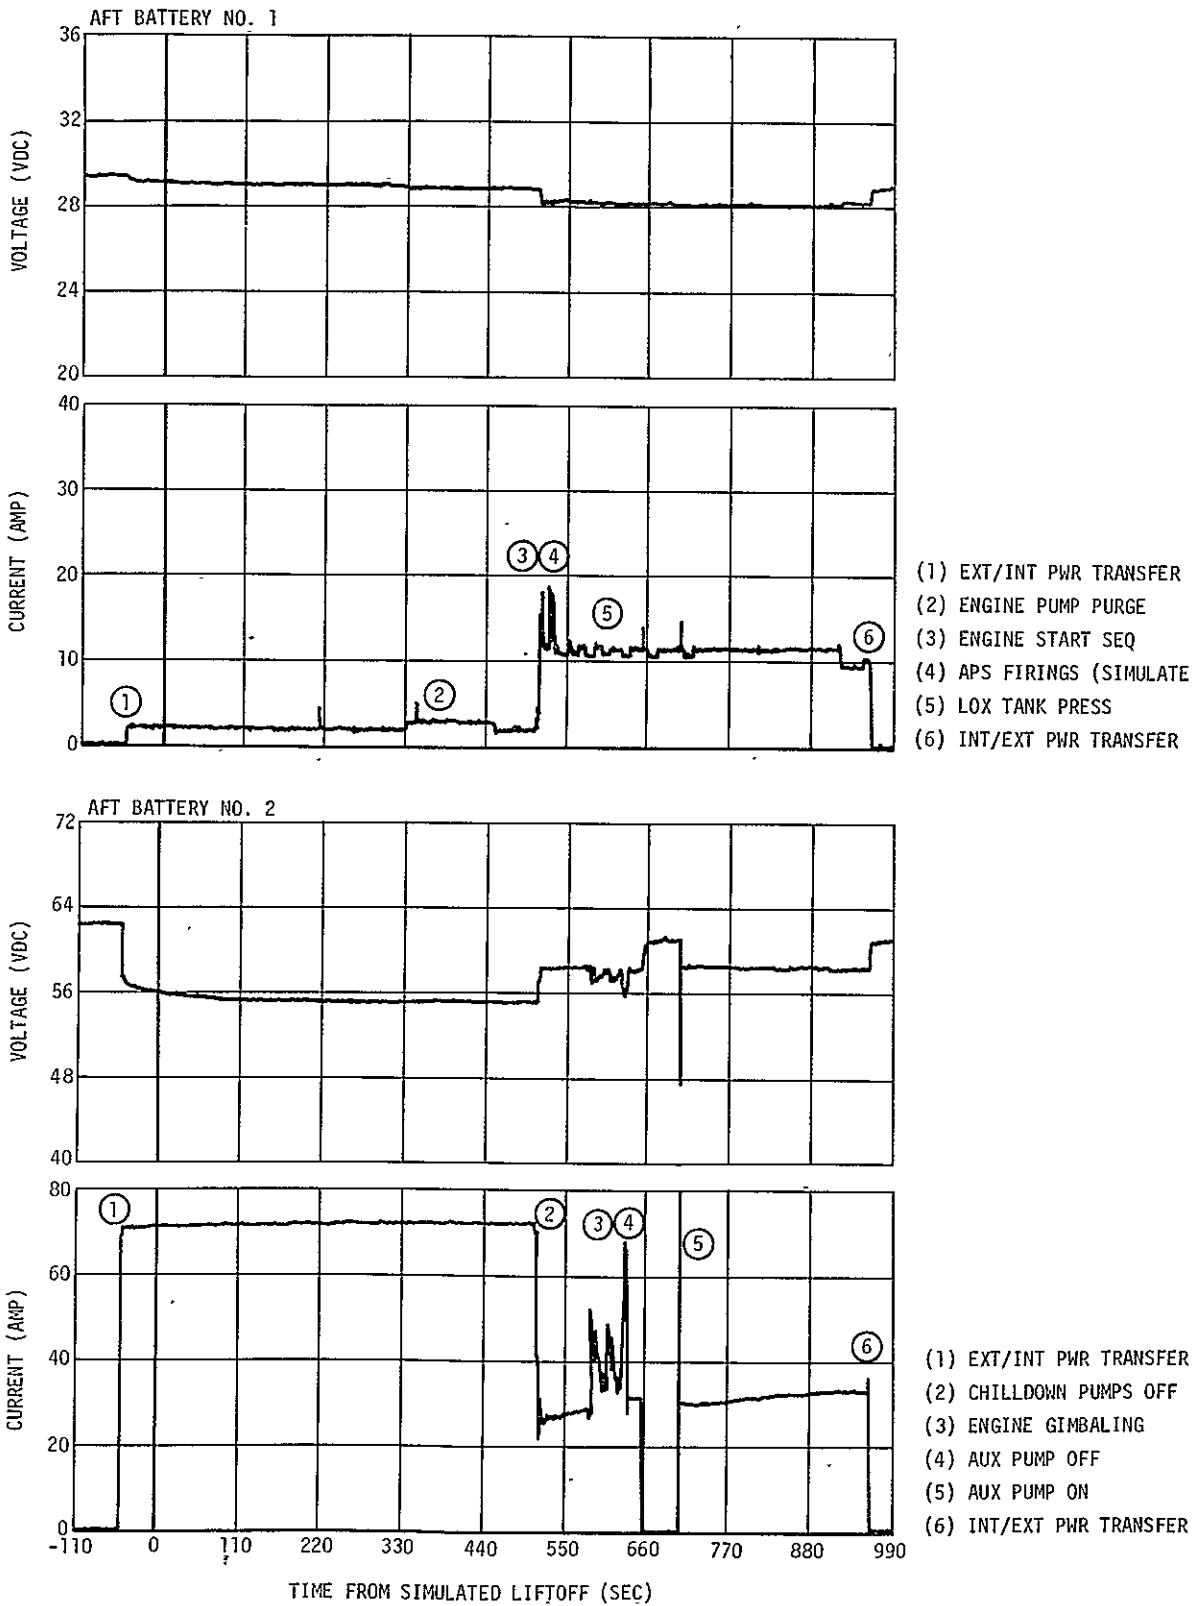 AFT BATTERY NO. 1
36
32
28
24
20
VOLTAGE (VDC)
40
30
20
10
0
CURRENT (AMP)
1
2
3
4
5
6
(1) EXT/INT PWR TRANSFER
(2) ENGINE PUMP PURGE
(3) ENGINE START SEQ
(4) APS FIRINGS (SIMULATE
(5) LOX TANK PRESS
(6) INT/EXT PWR TRANSFER
AFT BATTERY NO. 2
72
64
56
48
40
VOLTAGE (VDC)
80
60
40
20
0
CURRENT (AMP)
1
2
3
4
5
6
(1) EXT/INT PWR TRANSFER
(2) CHILLDOWN PUMPS OFF
(3) ENGINE GIMBALING
(4) AUX PUMP OFF
(5) AUX PUMP ON
(6) INT/EXT PWR TRANSFER
-110 0 110 220 330 440 550 660 770 880 990
TIME FROM SIMULATED LIFTOFF (SEC)